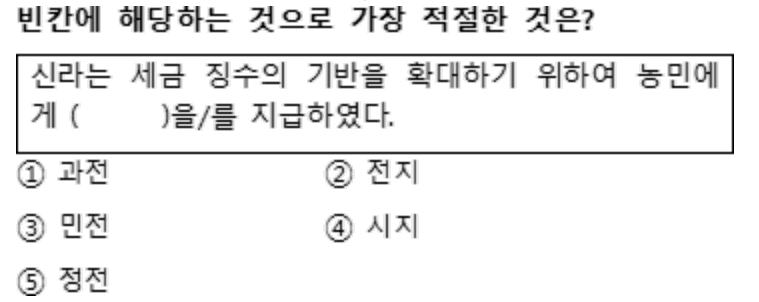 빈칸에 해당하는 것으로 가장 적절한 것은?
신라는 세금 징수의 기반을 확대하기 위하여 농민에
게 (      )을/를 지급하였다.
① 과전 ② 전지
③ 민전 ④ 시지
⑤ 정전